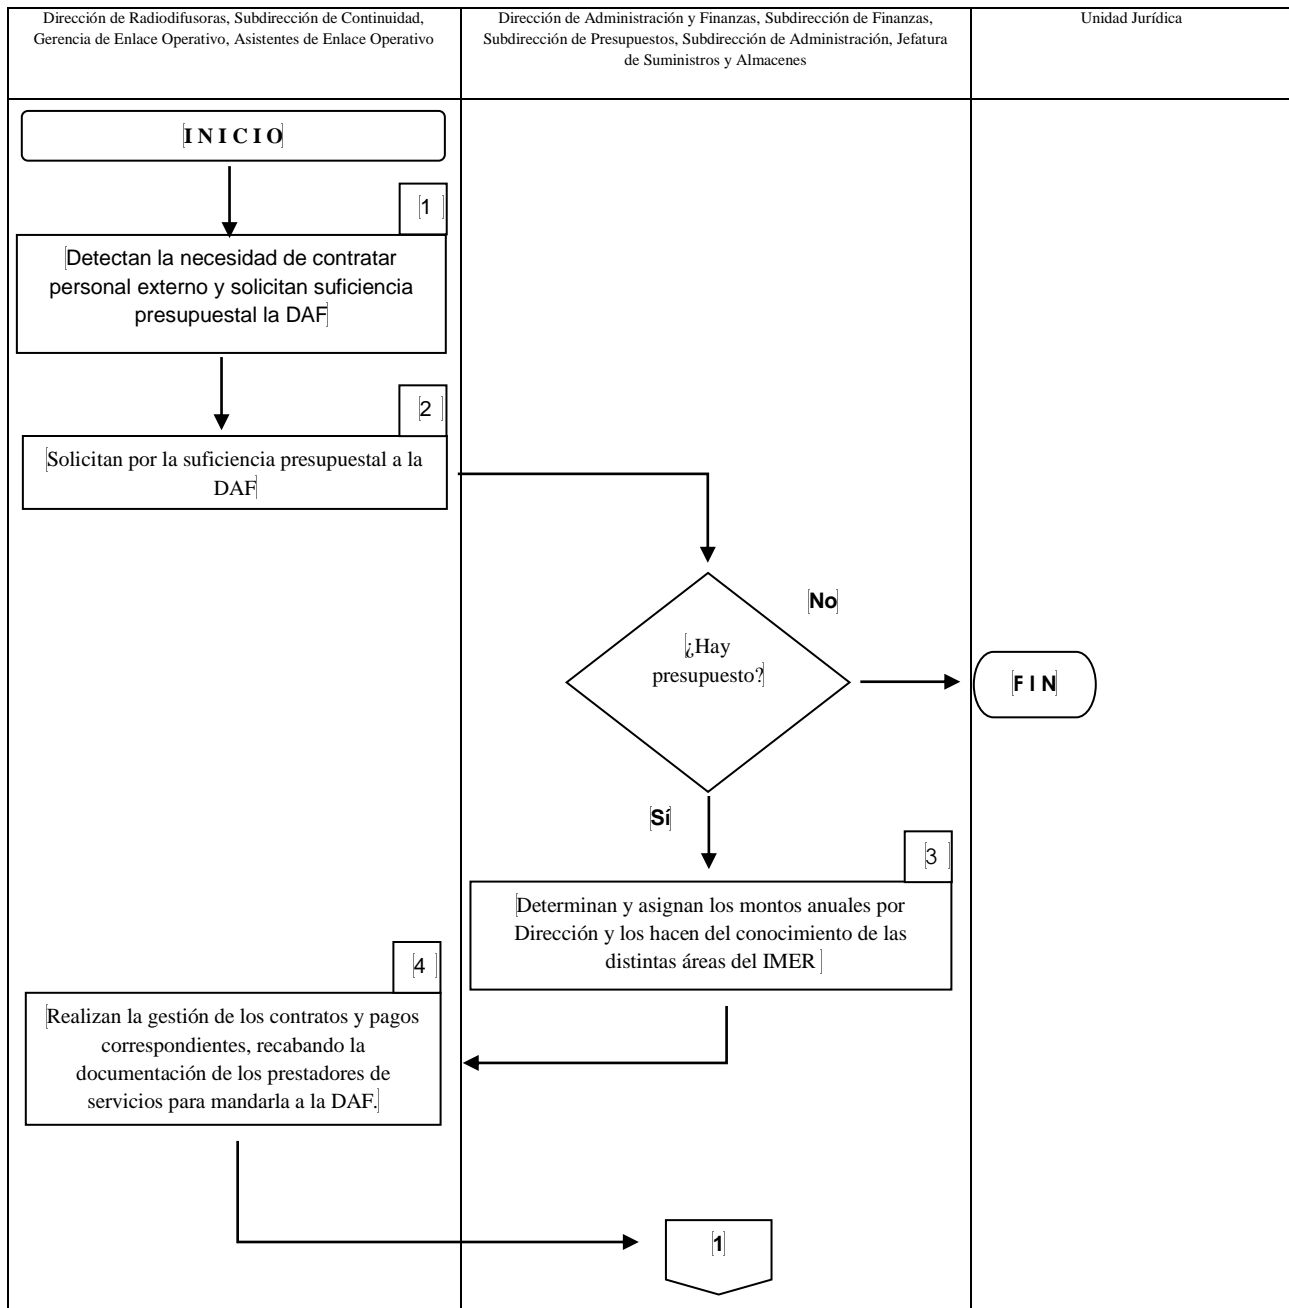 Dirección de Radiodifusoras, Subdirección de Continuidad,
Gerencia de Enlace Operativo, Asistentes de Enlace Operativo
Dirección de Administración y Finanzas, Subdirección de Finanzas,
Subdirección de Presupuestos, Subdirección de Administración, Jefatura
de Suministros y Almacenes
Unidad Jurídica
I N I C I O
1
Detectan la necesidad de contratar
personal externo y solicitan suficiencia
presupuestal la DAF
2
Solicitan por la suficiencia presupuestal a la
DAF
No
¿Hay
presupuesto?
F I N
Sí
3
Determinan y asignan los montos anuales por
Dirección y los hacen del conocimiento de las
distintas áreas del IMER
4
Realizan la gestión de los contratos y pagos
correspondientes, recabando la
documentación de los prestadores de
servicios para mandarla a la DAF.
1